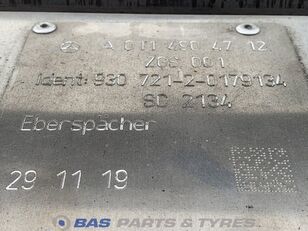 A 011 490 47 12
ZGS 001
Ident: 930 721-2-0179134
SD 2134
Eberspächer
29 11 19
BAS PARTS & TYRES